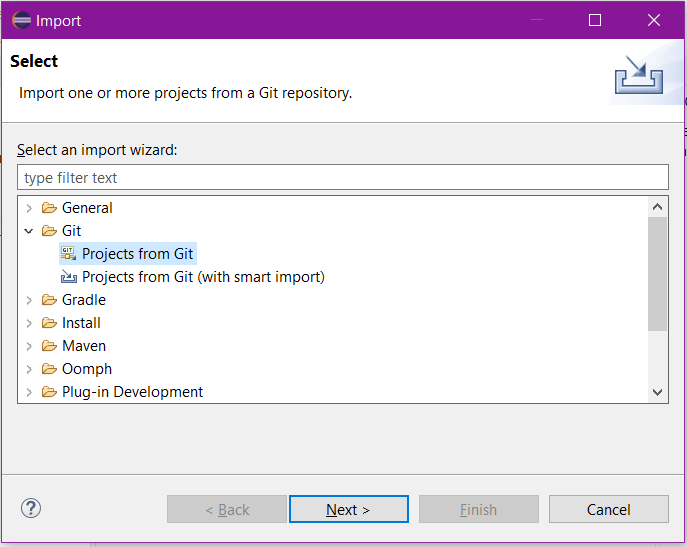 Import
Select
Import one or more projects from a Git repository.
Select an import wizard:
type filter text
General
Git
GIT
Projects from Git
Projects from Git (with smart import)
Gradle
Install
Maven
Oomph
Plug-in Development
?
< Back
Next >
Finish
Cancel